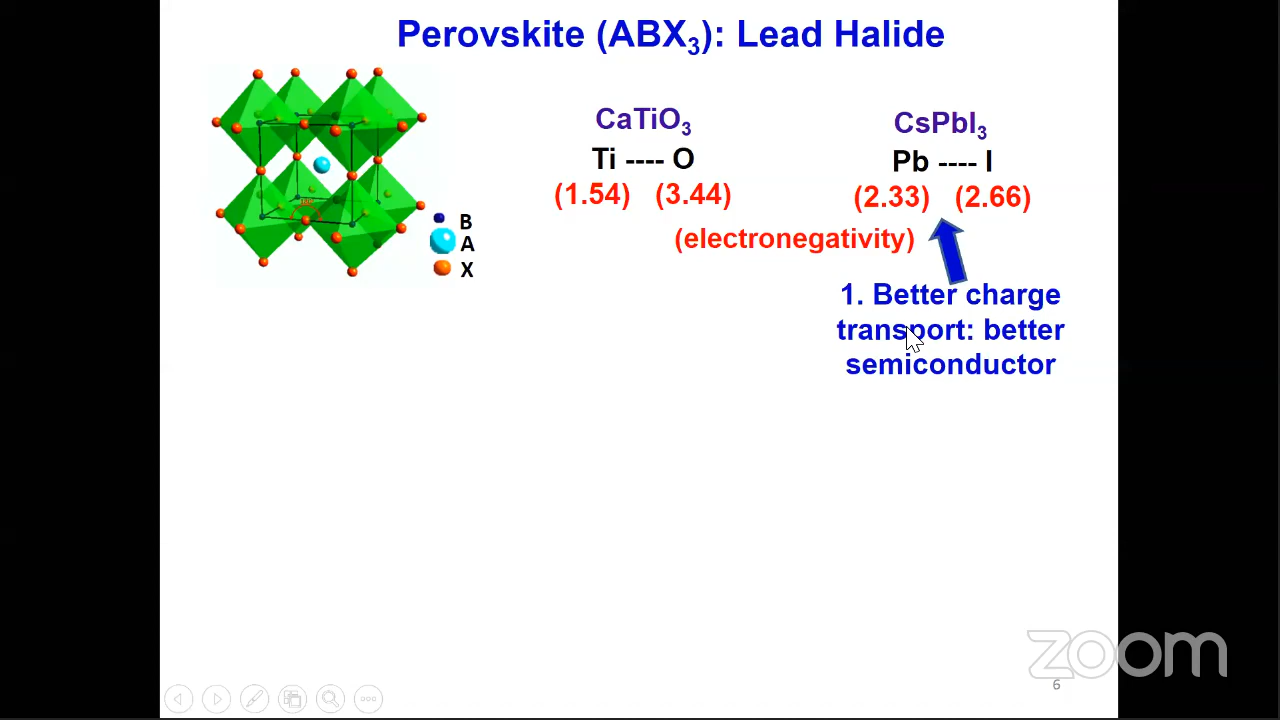 Perovskite (ABX₃): Lead Halide
CaTiO₃
Ti ---- O
(1.54) (3.44)
CsPbI₃
Pb ---- I
(2.33) (2.66)
(electronegativity)
B
A
X
1. Better charge
transport: better
semiconductor
zoom
6